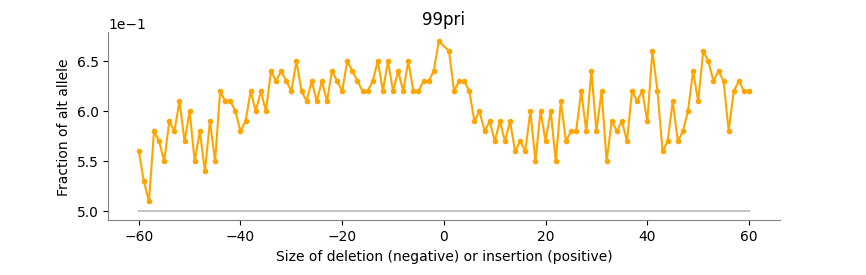 99pri
1e−1
6.5
6.0
5.5
5.0
Fraction of alt allele
−60 −40 −20 0 20 40 60
Size of deletion (negative) or insertion (positive)